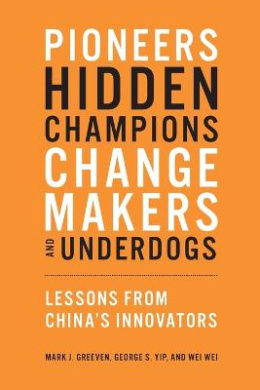 PIONEERS
HIDDEN
CHAMPIONS
CHANGE
MAKERS
AND UNDERDOGS
LESSONS FROM
CHINA'S INNOVATORS
MARK J. GREEVEN, GEORGE S. YIP, AND WEI WEI